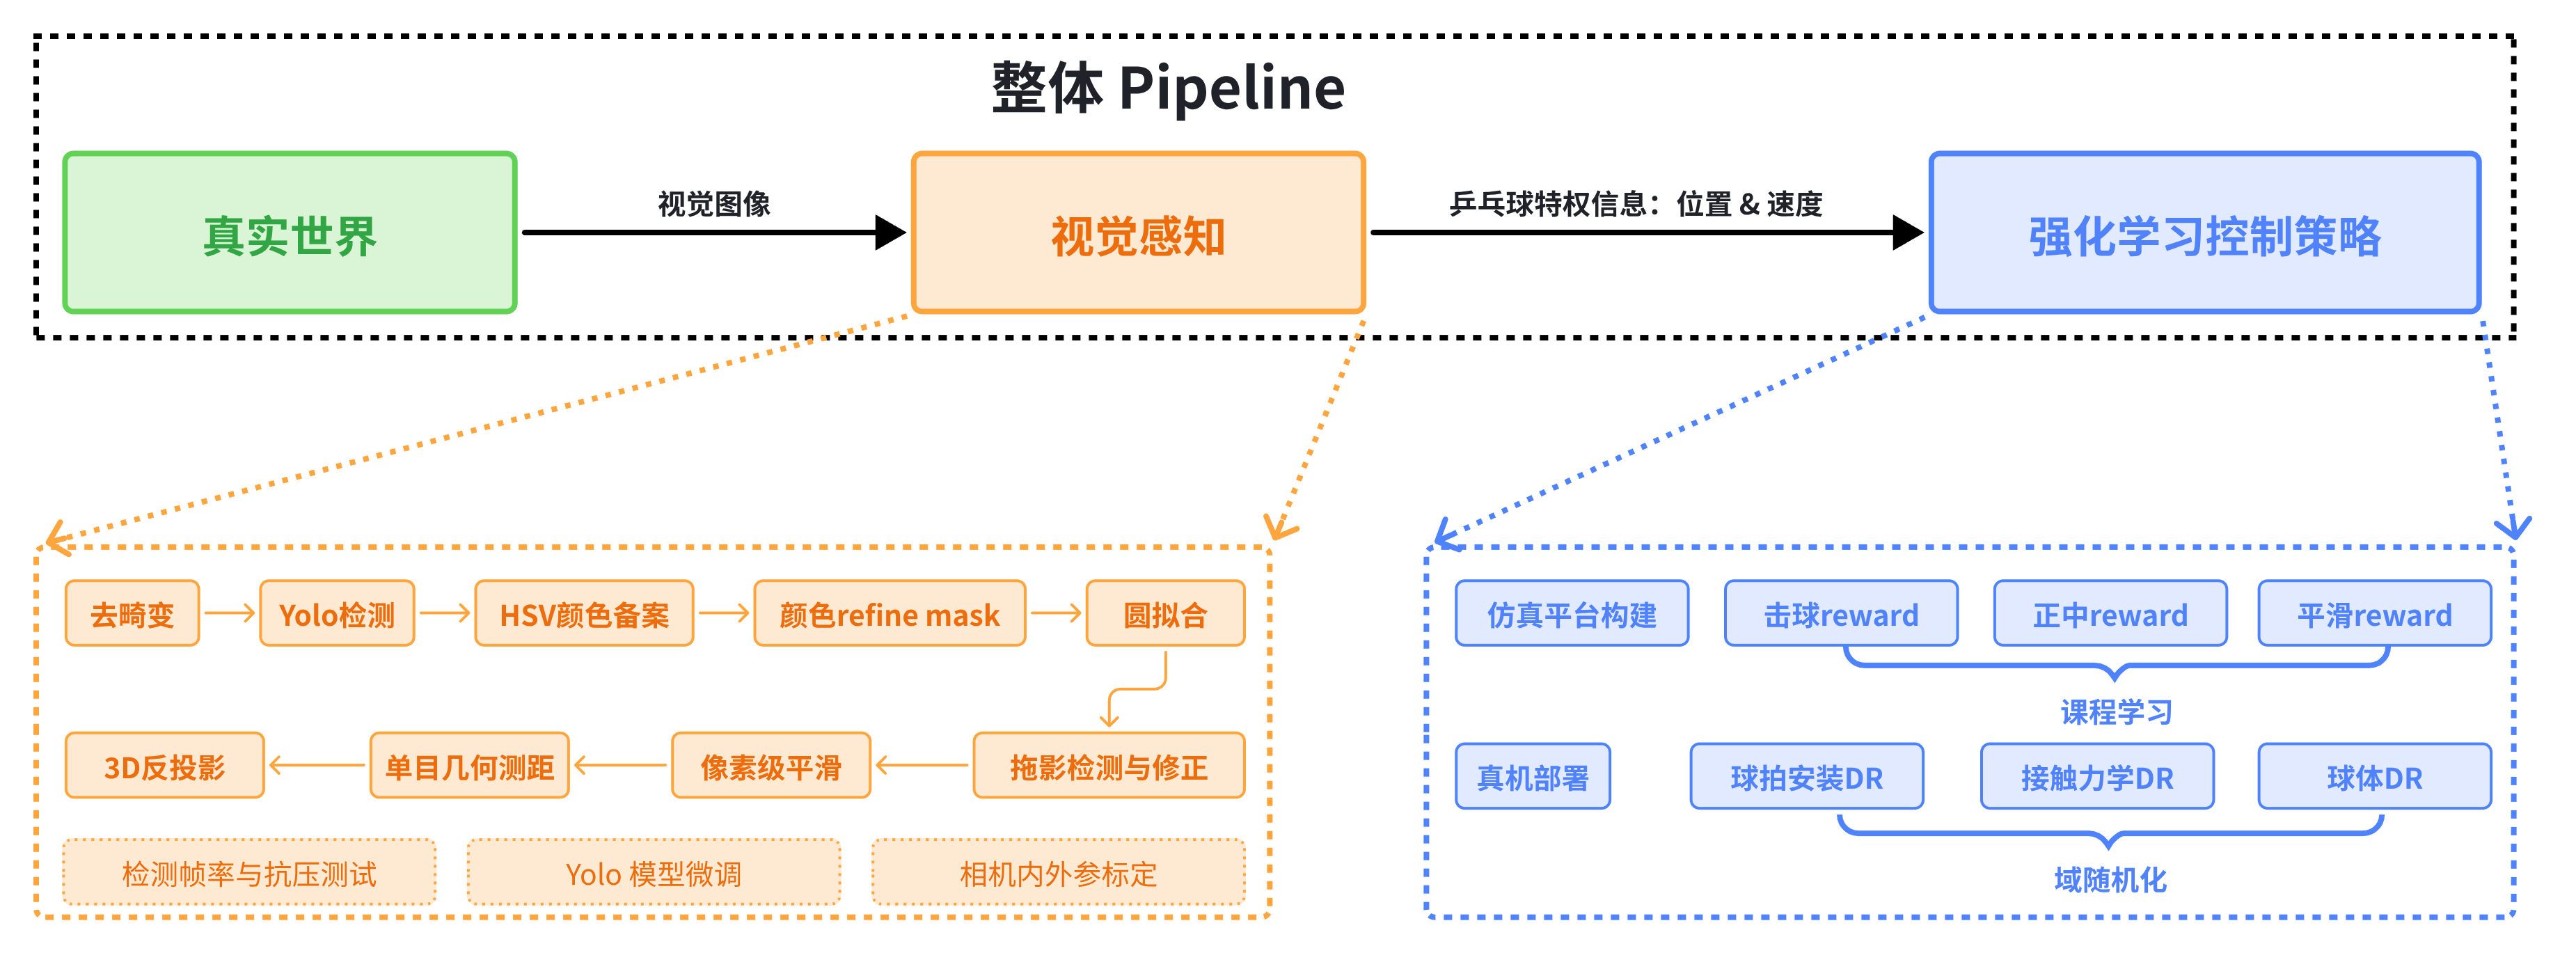 整体 Pipeline
真实世界
视觉图像
视觉感知
乒乓球特权信息：位置 & 速度
强化学习控制策略
去畸变
Yolo检测
HSV颜色备案
颜色refine mask
圆拟合
3D反投影
单目几何测距
像素级平滑
拖影检测与修正
检测帧率与抗压测试
Yolo 模型微调
相机内外参标定
仿真平台构建
击球reward
正中reward
平滑reward
课程学习
真机部署
球拍安装DR
接触力学DR
球体DR
域随机化